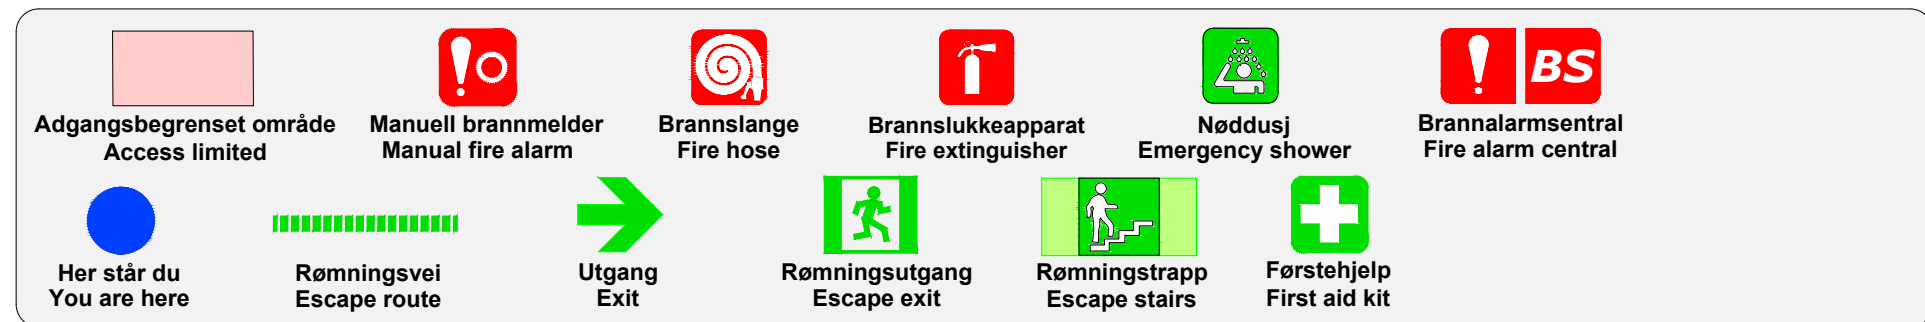 BS
Adgangsbegrenset område
Access limited
Manuell brannmelder
Manual fire alarm
Brannslange
Fire hose
Brannslukkeapparat
Fire extinguisher
Nøddusj
Emergency shower
Brannalarmsentral
Fire alarm central
Her står du
You are here
Rømningsvei
Escape route
Utgang
Exit
Rømningsutgang
Escape exit
Rømningstrapp
Escape stairs
Førstehjelp
First aid kit